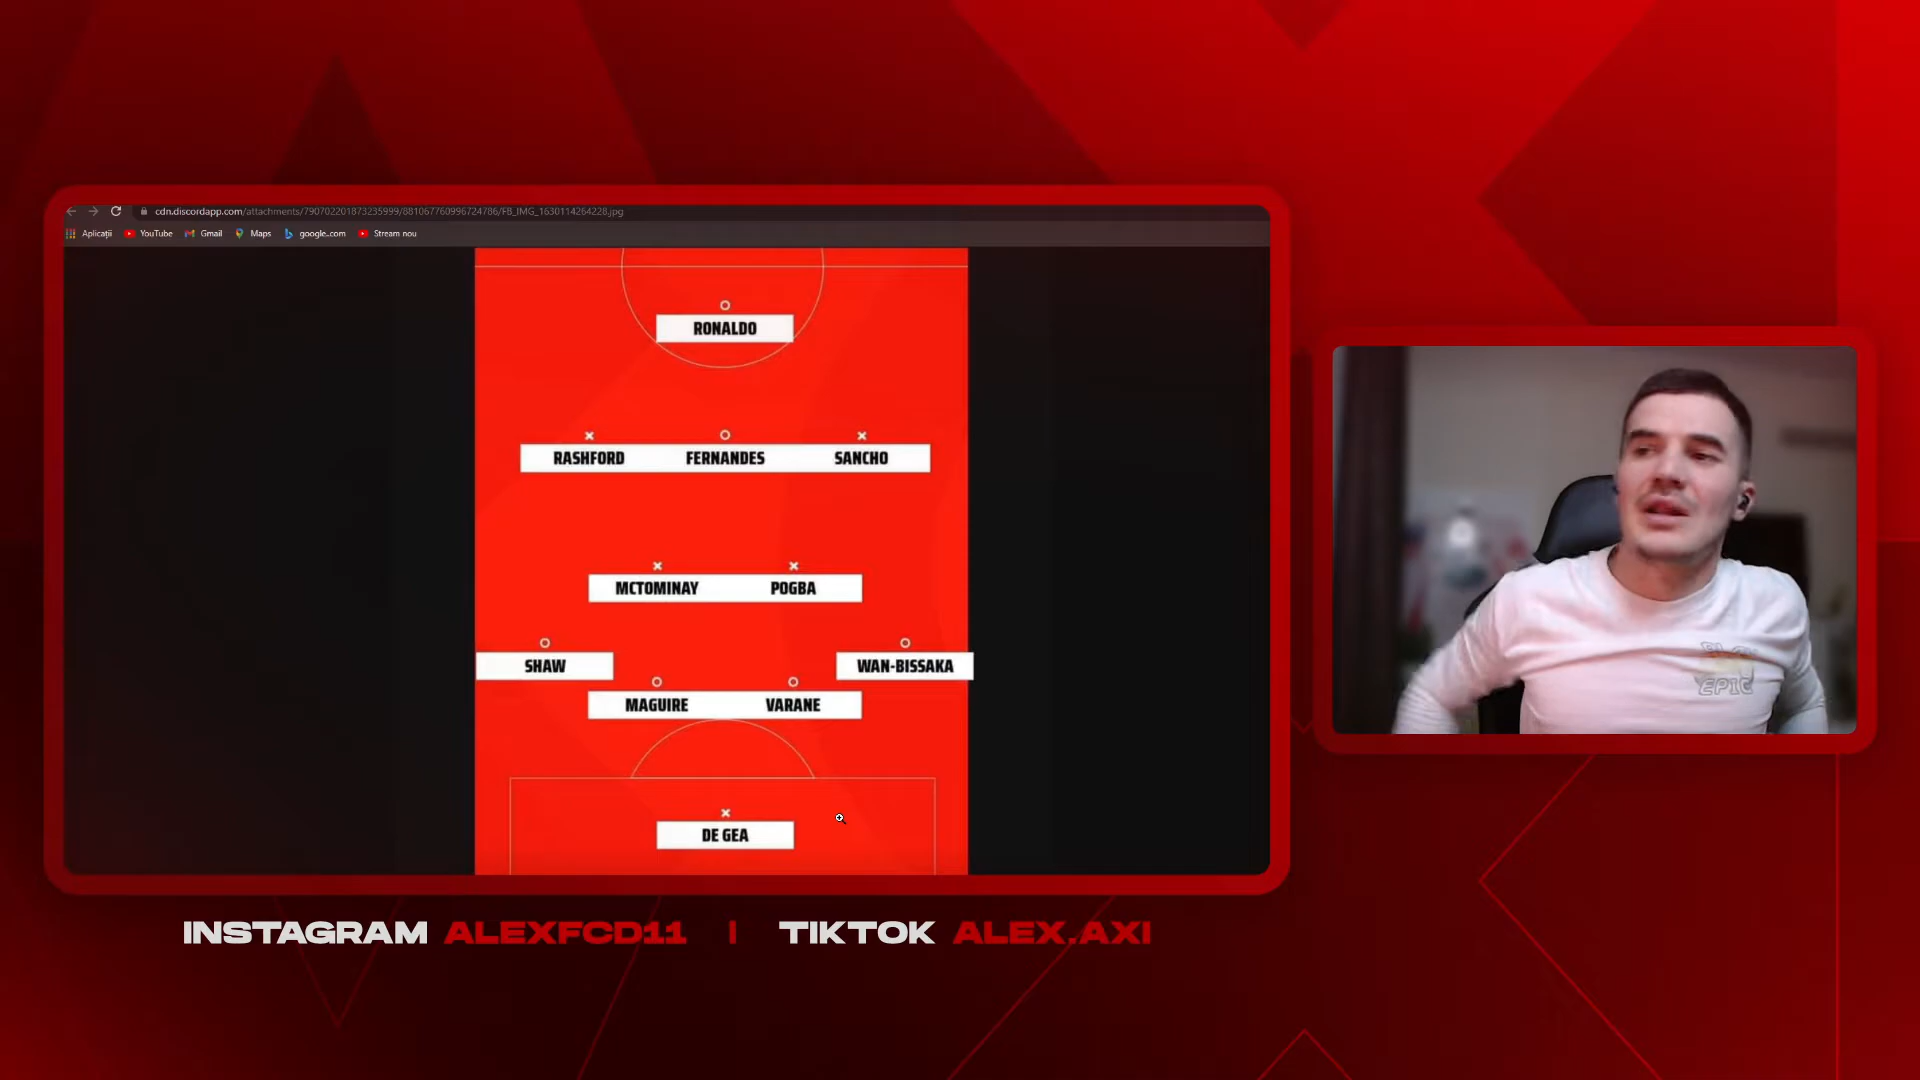 cdn.discordapp.com/attachments/790702201873235999/881067760996724786/FB_IMG_1630114264228.jpg
Aplicații YouTube Gmail Maps google.com Stream nou
RONALDO
RASHFORD FERNANDES SANCHO
MCTOMINAY POGBA
SHAW WAN-BISSAKA
MAGUIRE VARANE
DE GEA
EPIC
INSTAGRAM ALEXFCD11 | TIKTOK ALEX.AXI